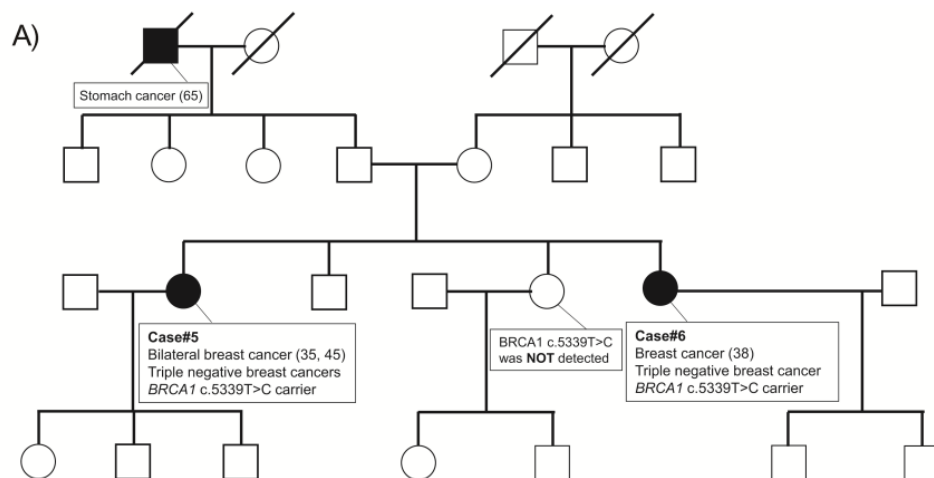 A)
Stomach cancer (65)
Case#5
Bilateral breast cancer (35, 45)
Triple negative breast cancers
BRCA1 c.5339T>C carrier
BRCA1 c.5339T>C
was NOT detected
Case#6
Breast cancer (38)
Triple negative breast cancer
BRCA1 c.5339T>C carrier